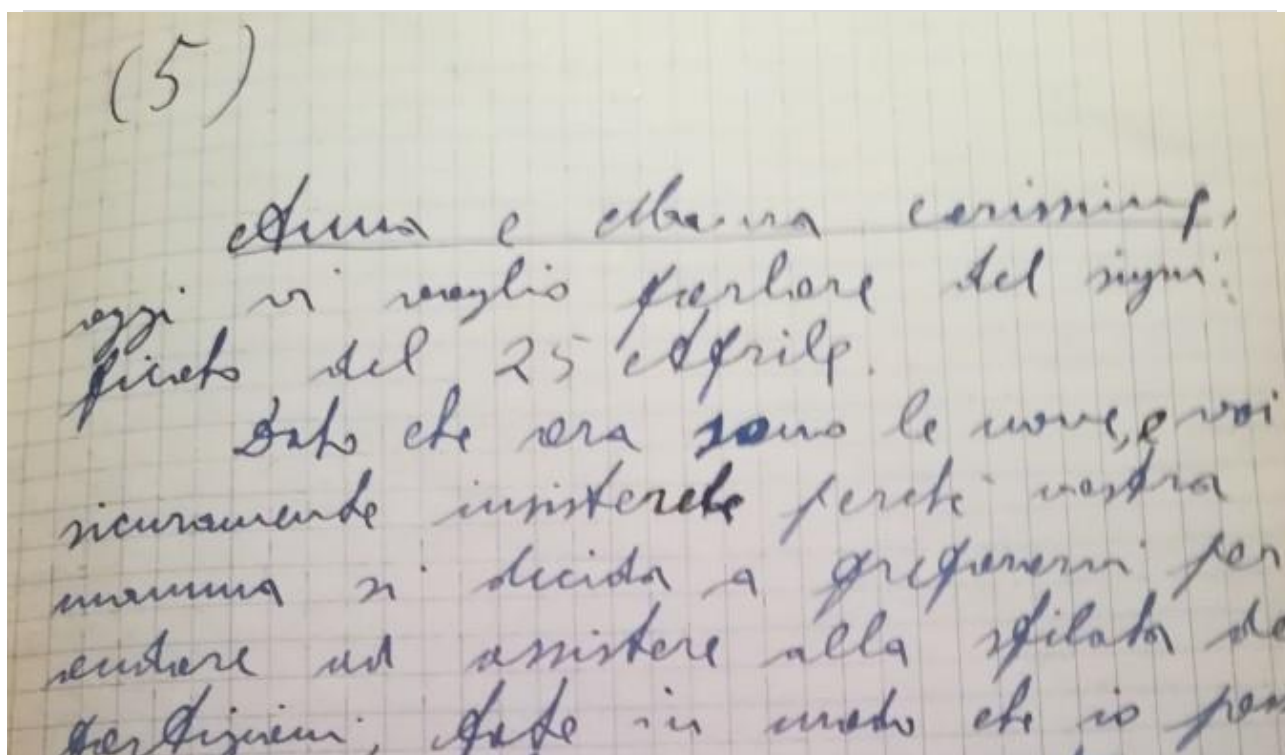 (5)
Anna e Maura carissime,
oggi vi voglio parlare del signi:
ficato del 25 Aprile.
Dato che ora sono le nove, e voi
sicuramente insisterete perché vostra
mamma si decida a prepararvi per
andare ad assistere alla sfilata dei
partigiani, fate in modo che io